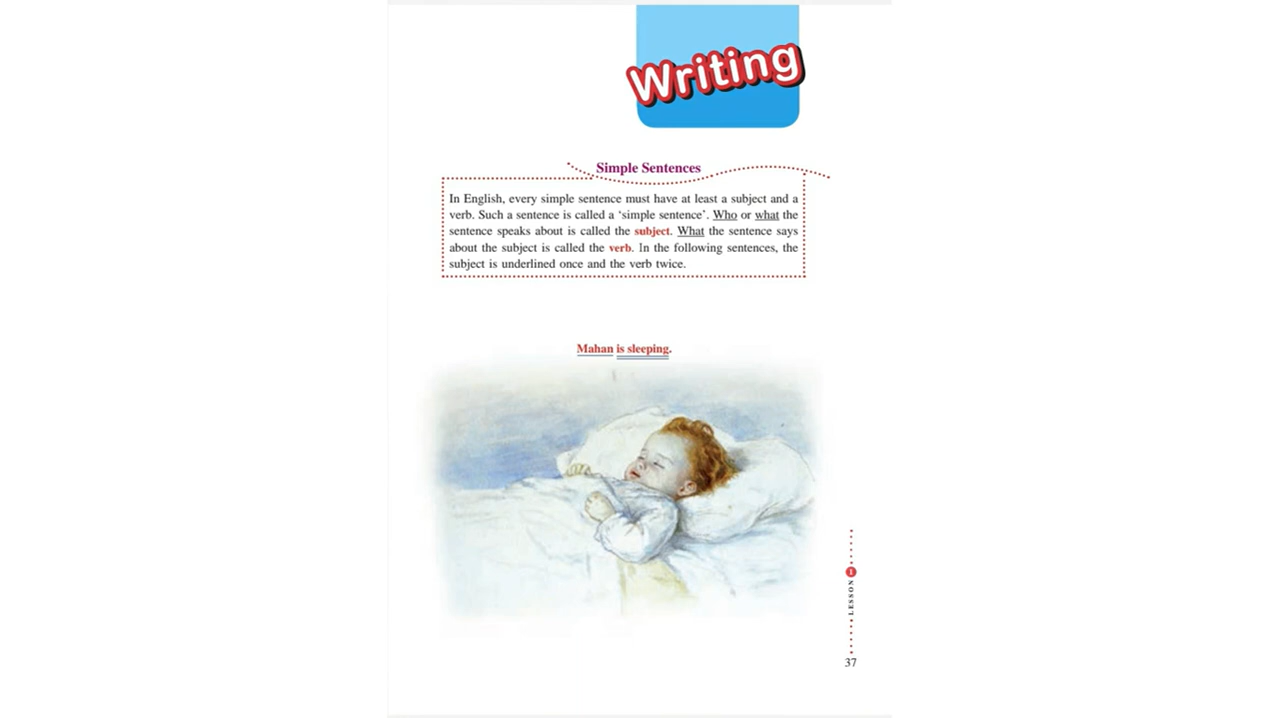 Writing
Simple Sentences
In English, every simple sentence must have at least a subject and a
verb. Such a sentence is called a ‘simple sentence’. Who or what the
sentence speaks about is called the subject. What the sentence says
about the subject is called the verb. In the following sentences, the
subject is underlined once and the verb twice.
Mahan is sleeping.
LESSON 1
37